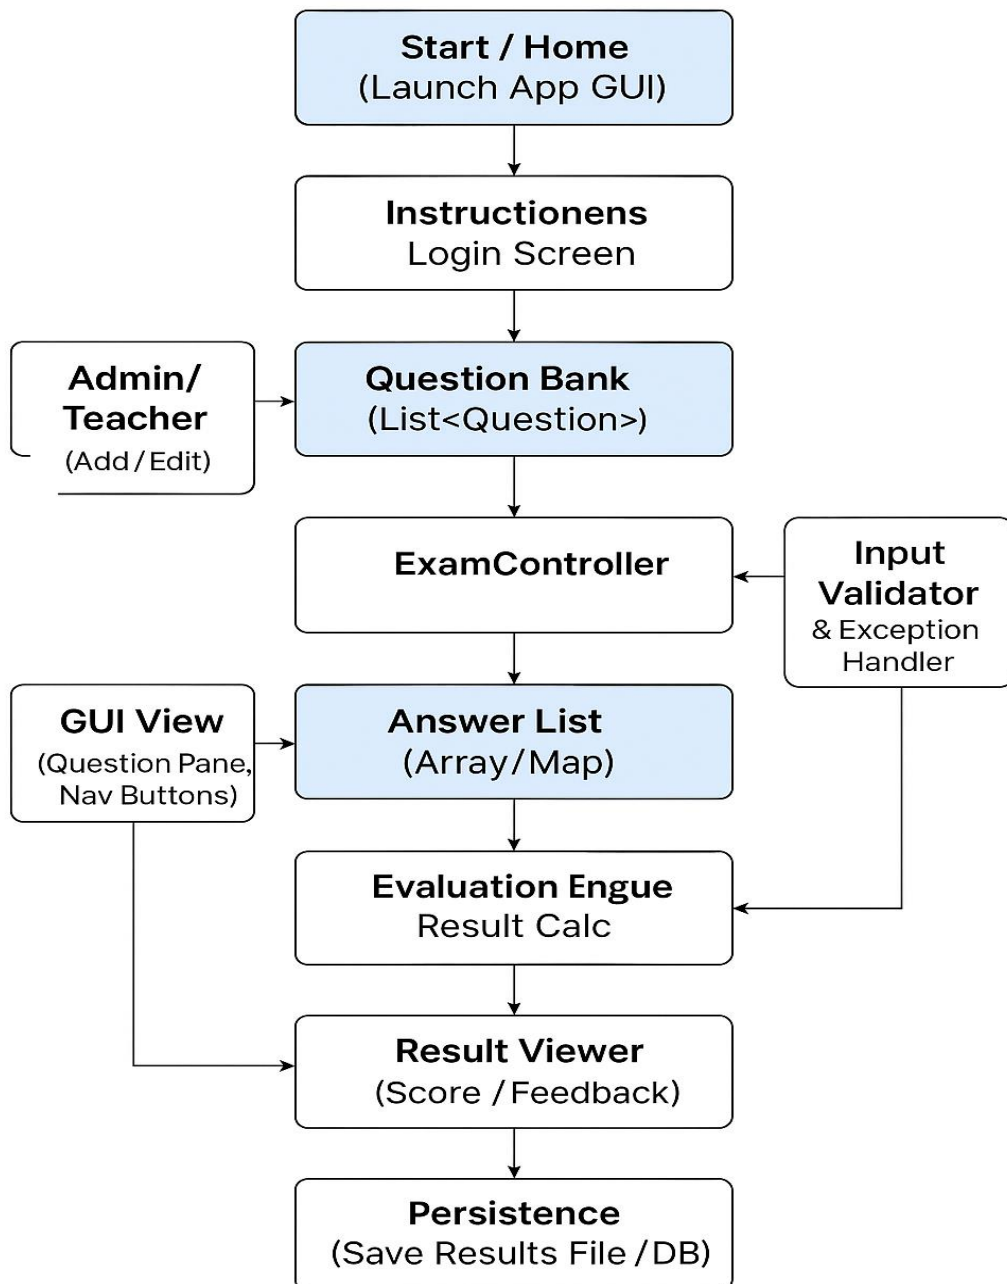 Start / Home
(Launch App GUI)
Instructionens
Login Screen
Admin/
Teacher
(Add / Edit)
Question Bank
(List<Question>)
ExamController
Input
Validator
& Exception
Handler
GUI View
(Question Pane,
Nav Buttons)
Answer List
(Array/Map)
Evaluation Engue
Result Calc
Result Viewer
(Score / Feedback)
Persistence
(Save Results File / DB)